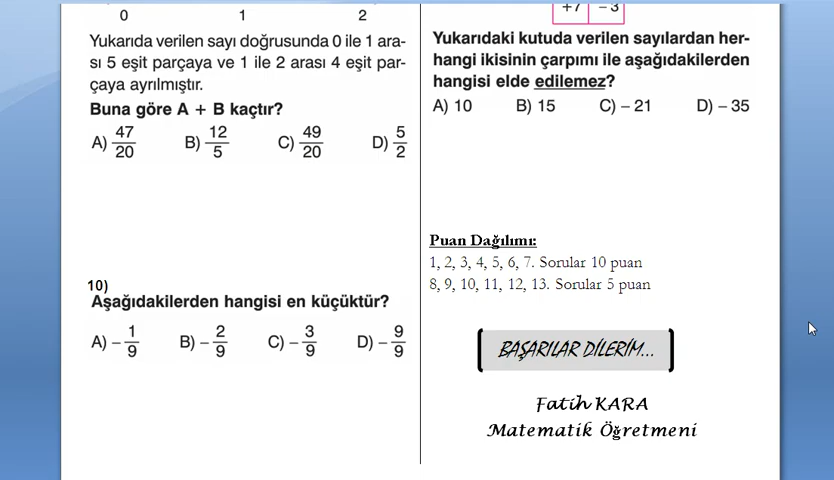 0 1 2
Yukarıda verilen sayı doğrusunda 0 ile 1 ara-
sı 5 eşit parçaya ve 1 ile 2 arası 4 eşit par-
çaya ayrılmıştır.
Buna göre A + B kaçtır?
A) 47/20 B) 12/5 C) 49/20 D) 5/2
10)
Aşağıdakilerden hangisi en küçüktür?
A) – 1/9 B) – 2/9 C) – 3/9 D) – 9/9
+7 – 3
Yukarıdaki kutuda verilen sayılardan her-
hangi ikisinin çarpımı ile aşağıdakilerden
hangisi elde edilemez?
A) 10 B) 15 C) – 21 D) – 35
Puan Dağılımı:
1, 2, 3, 4, 5, 6, 7. Sorular 10 puan
8, 9, 10, 11, 12, 13. Sorular 5 puan
BAŞARILAR DİLERİM...
Fatih KARA
Matematik Öğretmeni